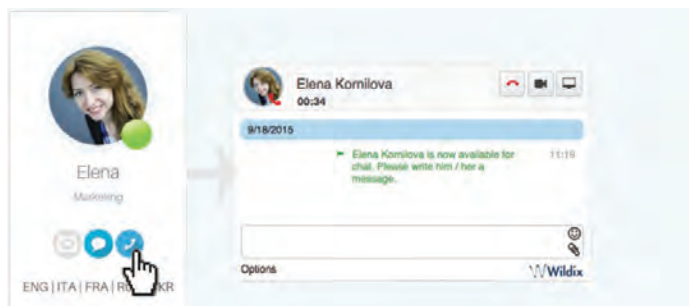 Elena
Marketing
ENG | ITA | FRA |
Elena Kornilova
00:34
9/18/2015
Elena Kornilova is now available for
chat. Please write him / her a
message.
11:19
Options
Wildix